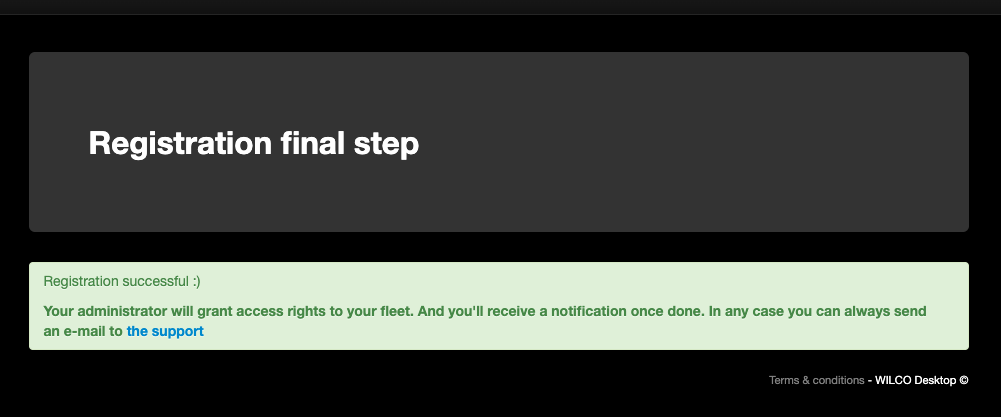 Registration final step
Registration successful :)
Your administrator will grant access rights to your fleet. And you'll receive a notification once done. In any case you can always send
an e-mail to the support
Terms & conditions - WILCO Desktop ©